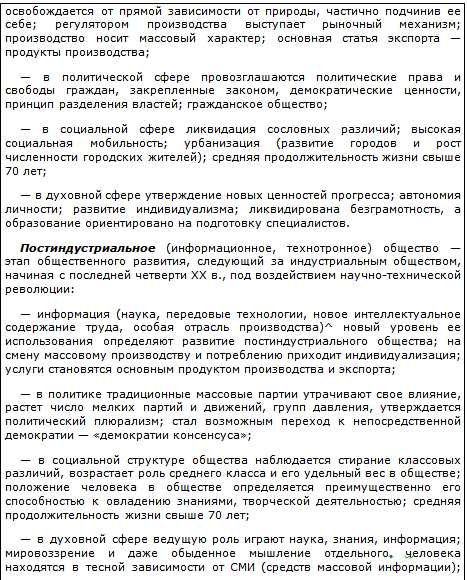 освобождается от прямой зависимости от природы, частично подчинив ее
себе; регулятором производства выступает рыночный механизм;
производство носит массовый характер; основная статья экспорта —
продукты производства;
— в политической сфере провозглашаются политические права и
свободы граждан, закрепленные законом, демократические ценности,
принцип разделения властей; гражданское общество;
— в социальной сфере ликвидация сословных различий; высокая
социальная мобильность; урбанизация (развитие городов и рост
численности городских жителей); средняя продолжительность жизни свыше
70 лет;
— в духовной сфере утверждение новых ценностей прогресса; автономия
личности; развитие индивидуализма; ликвидирована безграмотность, а
образование ориентировано на подготовку специалистов.
Постиндустриальное (информационное, технотронное) общество —
этап общественного развития, следующий за индустриальным обществом,
начиная с последней четверти XX в., под воздействием научно-технической
революции:
— информация (наука, передовые технологии, новое интеллектуальное
содержание труда, особая отрасль производства)^ новый уровень ее
использования определяют развитие постиндустриального общества; на
смену массовому производству и потреблению приходит индивидуализация;
услуги становятся основным продуктом производства и экспорта;
— в политике традиционные массовые партии утрачивают свое влияние,
растет число мелких партий и движений, групп давления, утверждается
политический плюрализм; стал возможным переход к непосредственной
демократии — «демократии консенсуса»;
— в социальной структуре общества наблюдается стирание классовых
различий, возрастает роль среднего класса и его удельный вес в обществе;
положение человека в обществе определяется преимущественно его
способностью к овладению знаниями, творческой деятельностью; средняя
продолжительность жизни свыше 70 лет;
— в духовной сфере ведущую роль играют наука, знания, информация;
мировоззрение и даже обыденное мышление отдельного человека
находятся в тесной зависимости от СМИ (средств массовой информации);